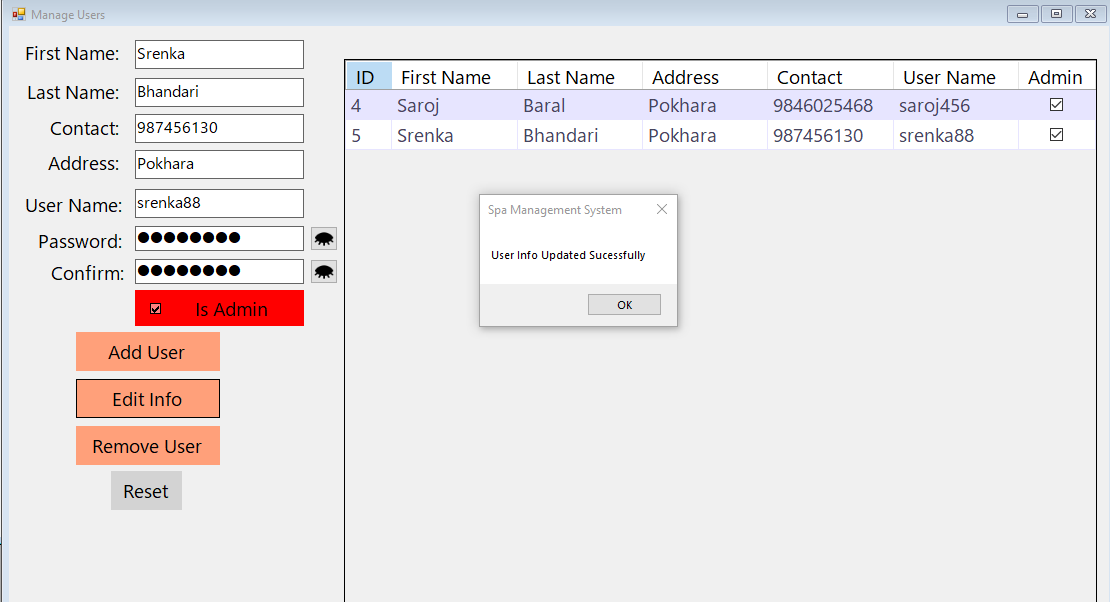 Manage Users
First Name: Srenka
Last Name: Bhandari
Contact: 987456130
Address: Pokhara
User Name: srenka88
Password: ●●●●●●●●
Confirm: ●●●●●●●●
Is Admin
Add User
Edit Info
Remove User
Reset
ID First Name Last Name Address Contact User Name Admin
4 Saroj Baral Pokhara 9846025468 saroj456
5 Srenka Bhandari Pokhara 987456130 srenka88
Spa Management System
User Info Updated Sucessfully
OK